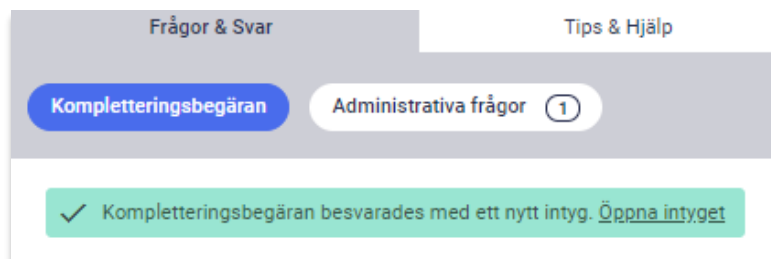 Frågor & Svar
Tips & Hjälp
Kompletteringsbegäran
Administrativa frågor 1
Kompletteringsbegäran besvarades med ett nytt intyg. Öppna intyget